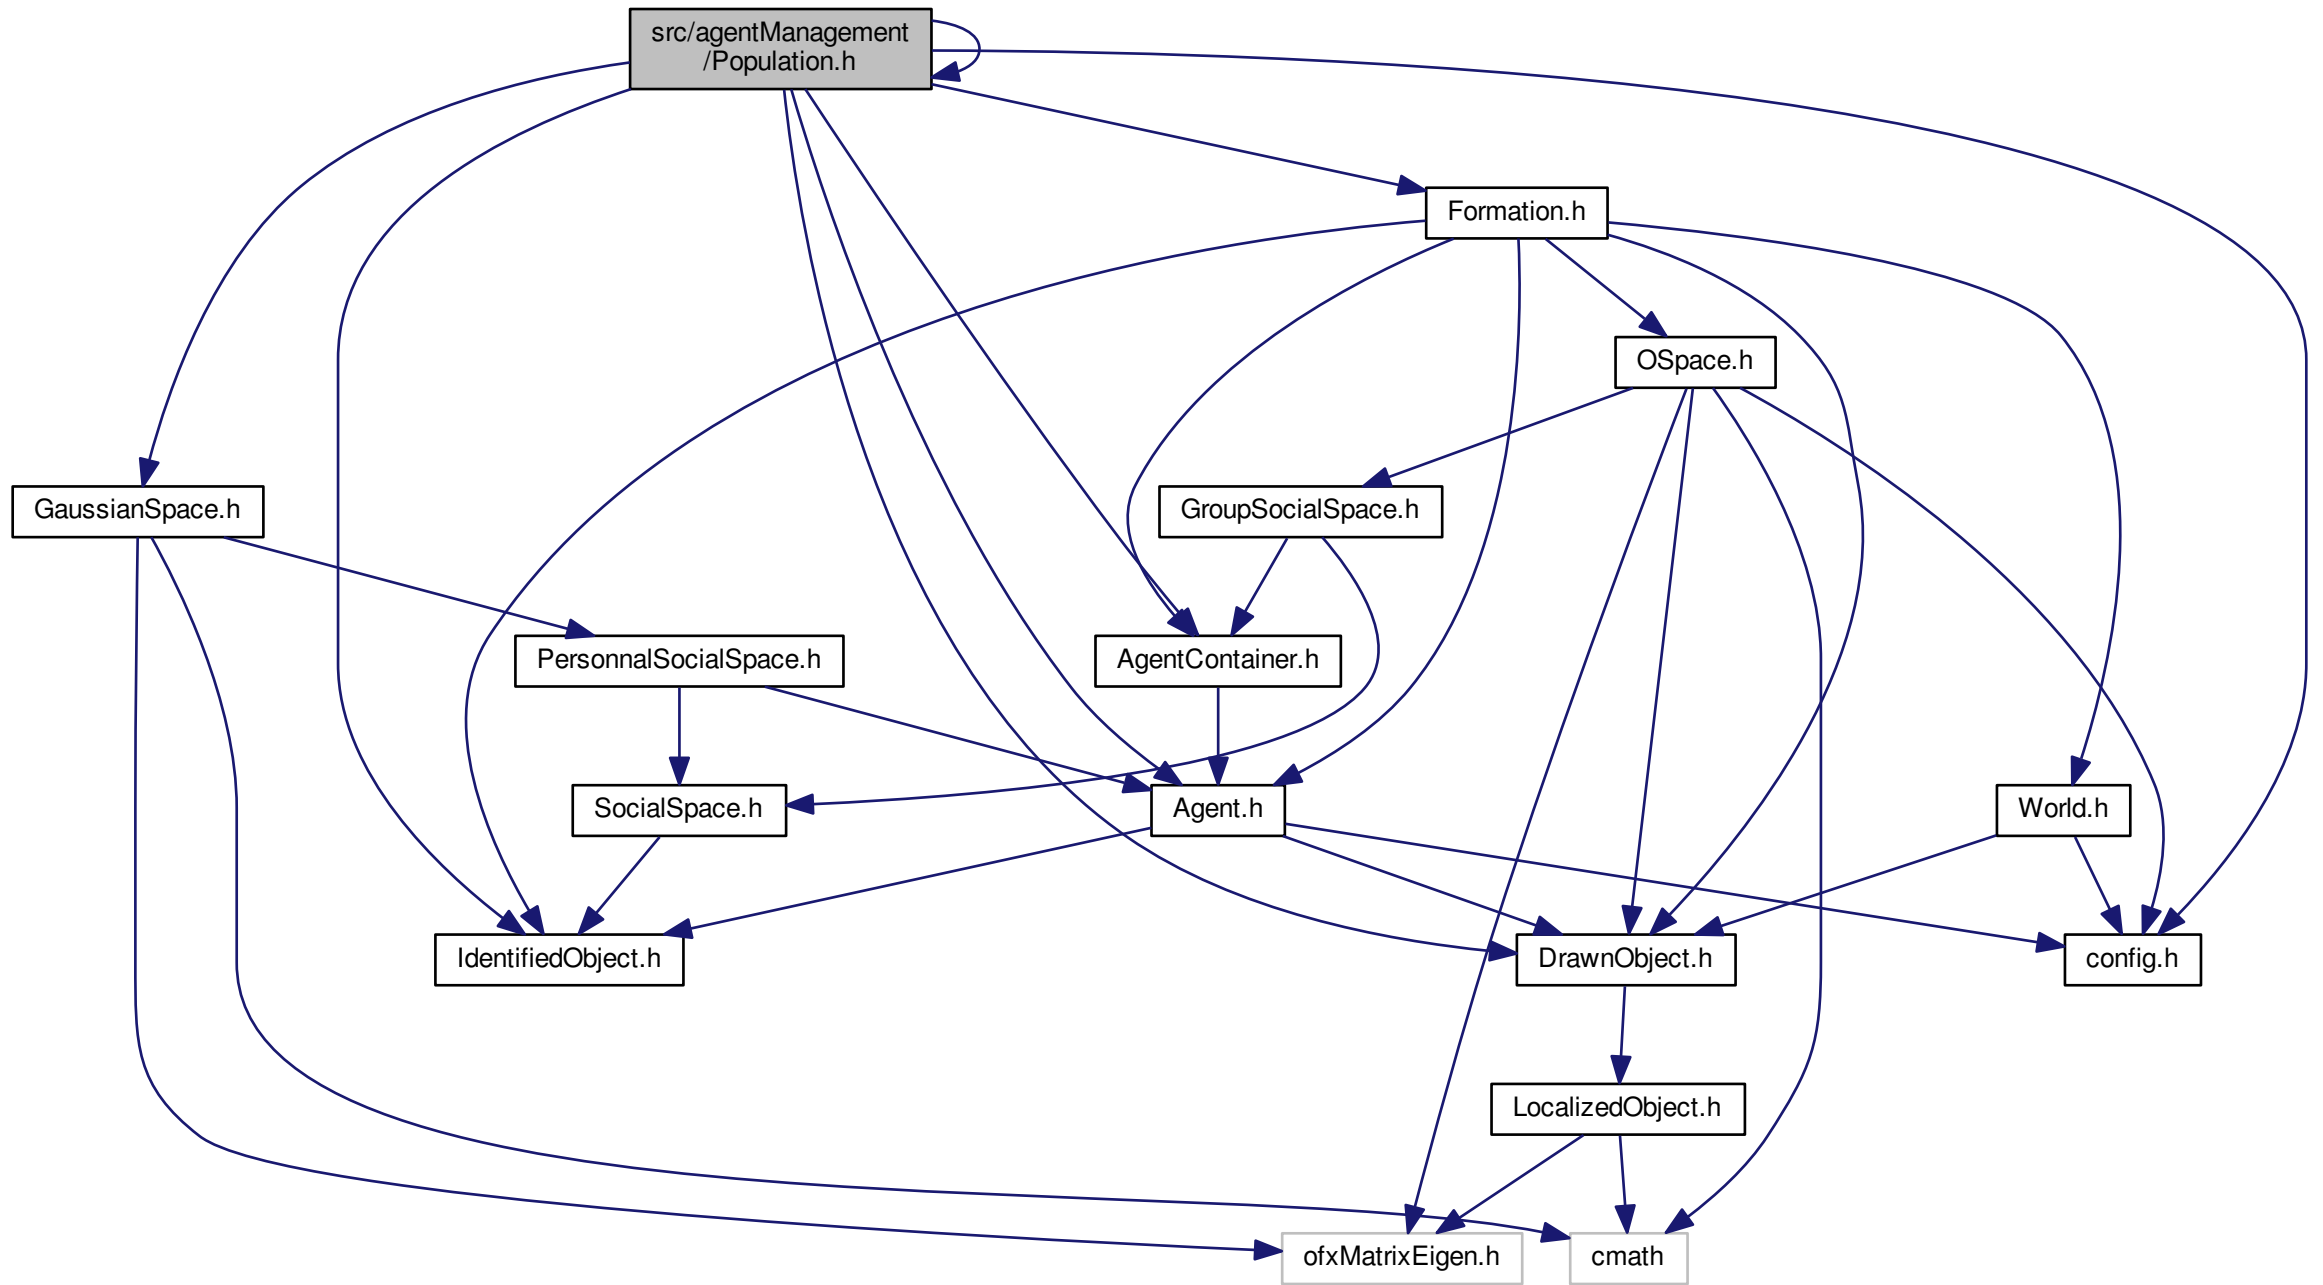 src/agentManagement
/Population.h
Formation.h
OSpace.h
GaussianSpace.h
GroupSocialSpace.h
PersonnalSocialSpace.h
AgentContainer.h
SocialSpace.h
Agent.h
World.h
IdentifiedObject.h
DrawnObject.h
config.h
LocalizedObject.h
ofxMatrixEigen.h
cmath